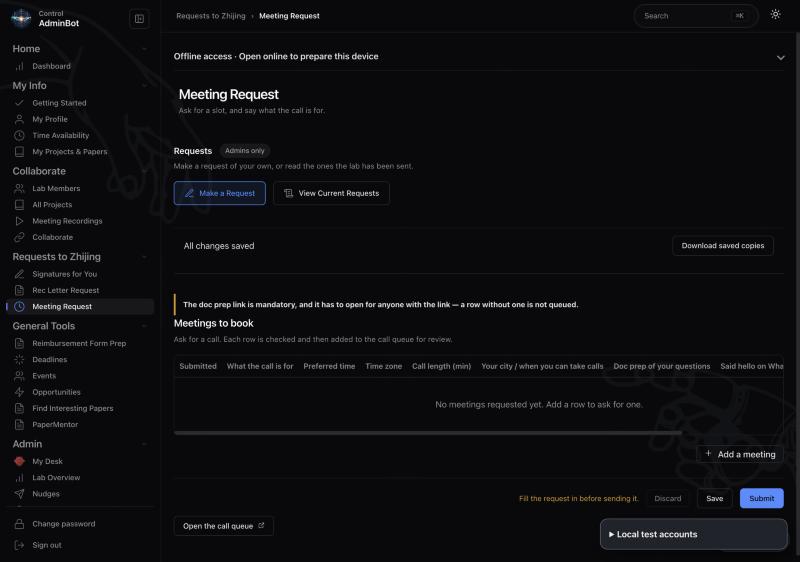 Control
AdminBot
Home
Dashboard
My Info
Getting Started
My Profile
Time Availability
My Projects & Papers
Collaborate
Lab Members
All Projects
Meeting Recordings
Collaborate
Requests to Zhijing
Signatures for You
Rec Letter Request
Meeting Request
General Tools
Reimbursement Form Prep
Deadlines
Events
Opportunities
Find Interesting Papers
PaperMentor
Admin
My Desk
Lab Overview
Nudges
Change password
Sign out
Requests to Zhijing › Meeting Request
Search ⌘K
Offline access · Open online to prepare this device
Meeting Request
Ask for a slot, and say what the call is for.
Requests Admins only
Make a request of your own, or read the ones the lab has been sent.
Make a Request View Current Requests
All changes saved Download saved copies
The doc prep link is mandatory, and it has to open for anyone with the link — a row without one is not queued.
Meetings to book
Ask for a call. Each row is checked and then added to the call queue for review.
Submitted What the call is for Preferred time Time zone Call length (min) Your city / when you can take calls Doc prep of your questions Said hello on Wha
No meetings requested yet. Add a row to ask for one.
+ Add a meeting
Fill the request in before sending it. Discard Save Submit
Open the call queue
Local test accounts